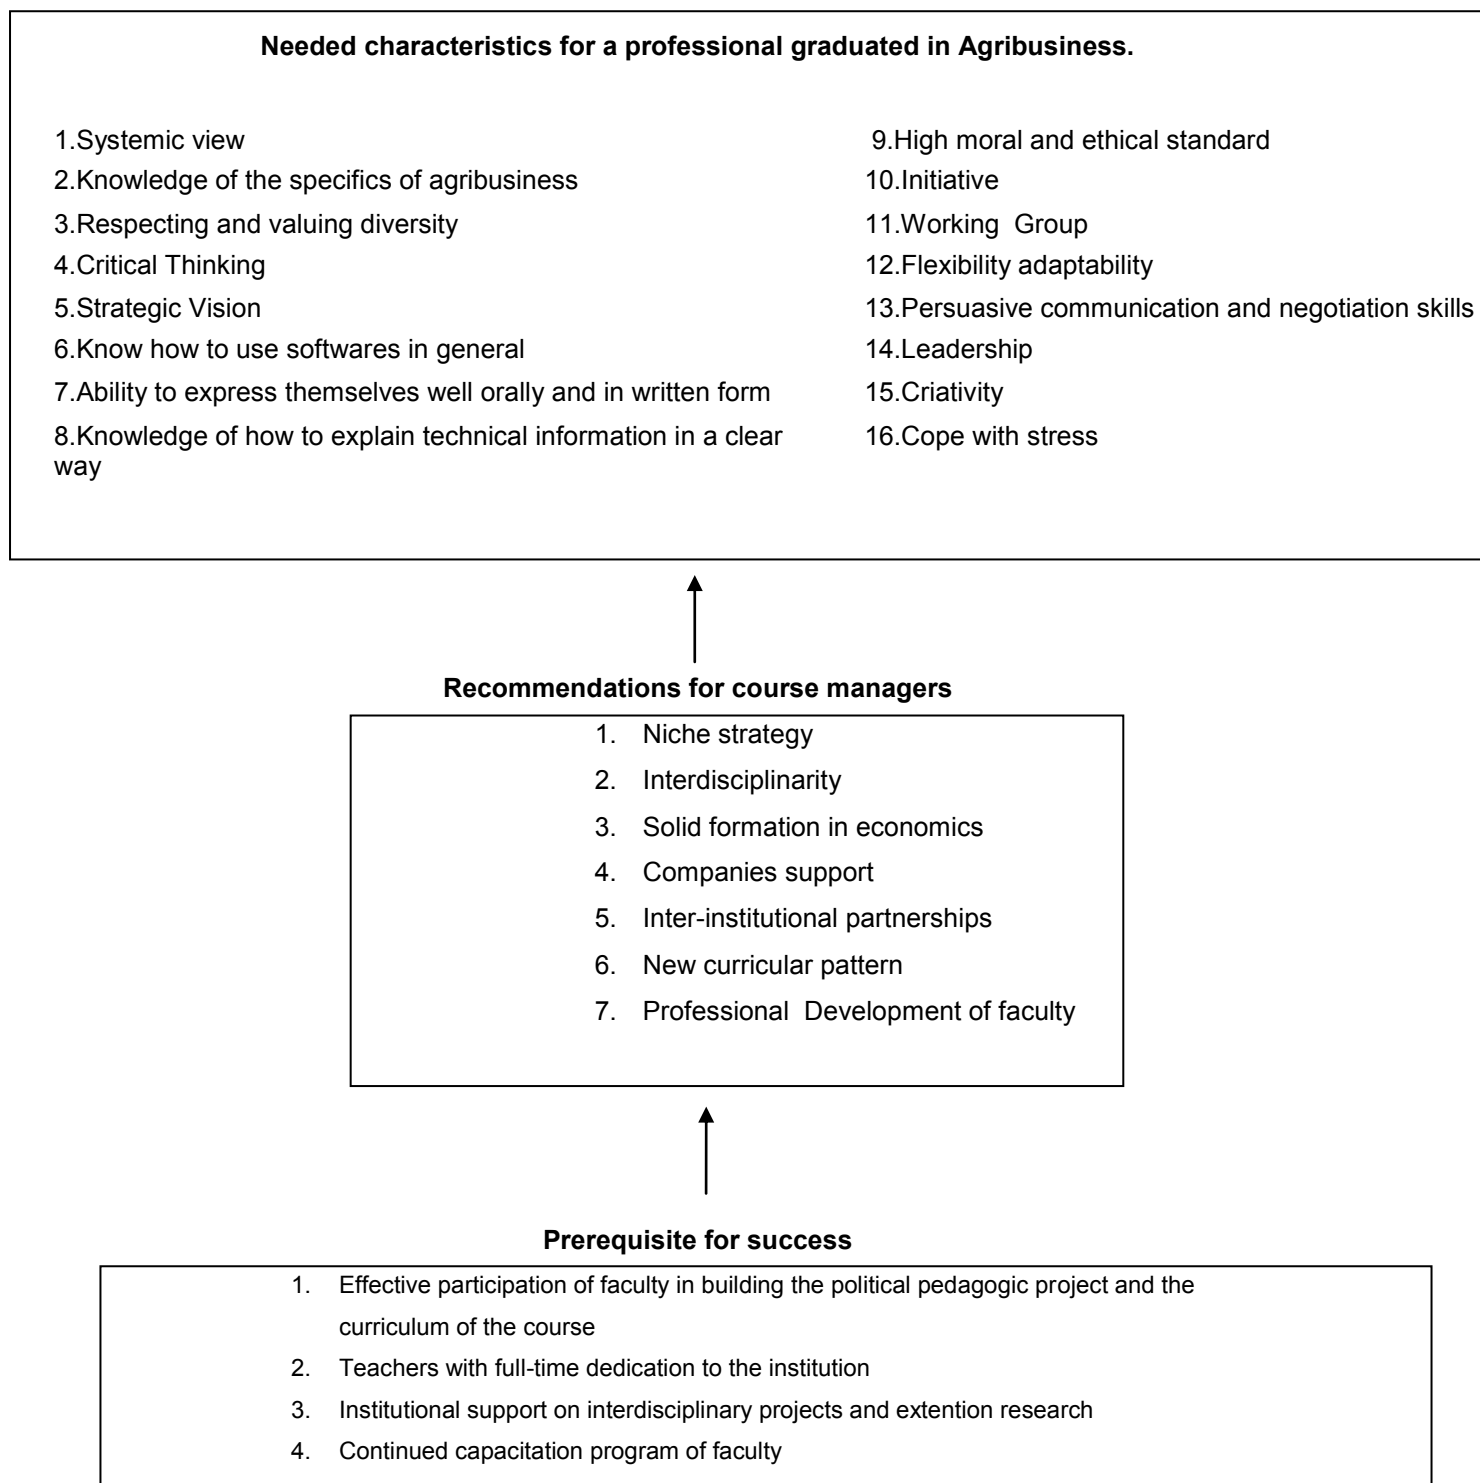 Needed characteristics for a professional graduated in Agribusiness.
1.Systemic view
2.Knowledge of the specifics of agribusiness
3.Respecting and valuing diversity
4.Critical Thinking
5.Strategic Vision
6.Know how to use softwares in general
7.Ability to express themselves well orally and in written form
8.Knowledge of how to explain technical information in a clear
way
9.High moral and ethical standard
10.Initiative
11.Working Group
12.Flexibility adaptability
13.Persuasive communication and negotiation skills
14.Leadership
15.Criativity
16.Cope with stress
Recommendations for course managers
1. Niche strategy
2. Interdisciplinarity
3. Solid formation in economics
4. Companies support
5. Inter-institutional partnerships
6. New curricular pattern
7. Professional Development of faculty
Prerequisite for success
1. Effective participation of faculty in building the political pedagogic project and the
curriculum of the course
2. Teachers with full-time dedication to the institution
3. Institutional support on interdisciplinary projects and extention research
4. Continued capacitation program of faculty